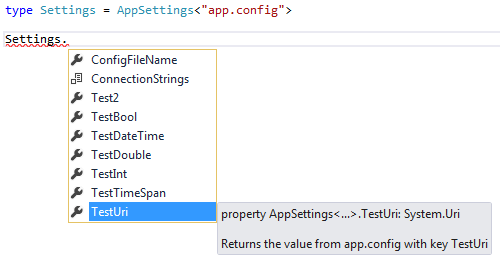 type Settings = AppSettings<"app.config">
Settings.
ConfigFileName
ConnectionStrings
Test2
TestBool
TestDateTime
TestDouble
TestInt
TestTimeSpan
TestUri
property AppSettings<...>.TestUri: System.Uri
Returns the value from app.config with key TestUri